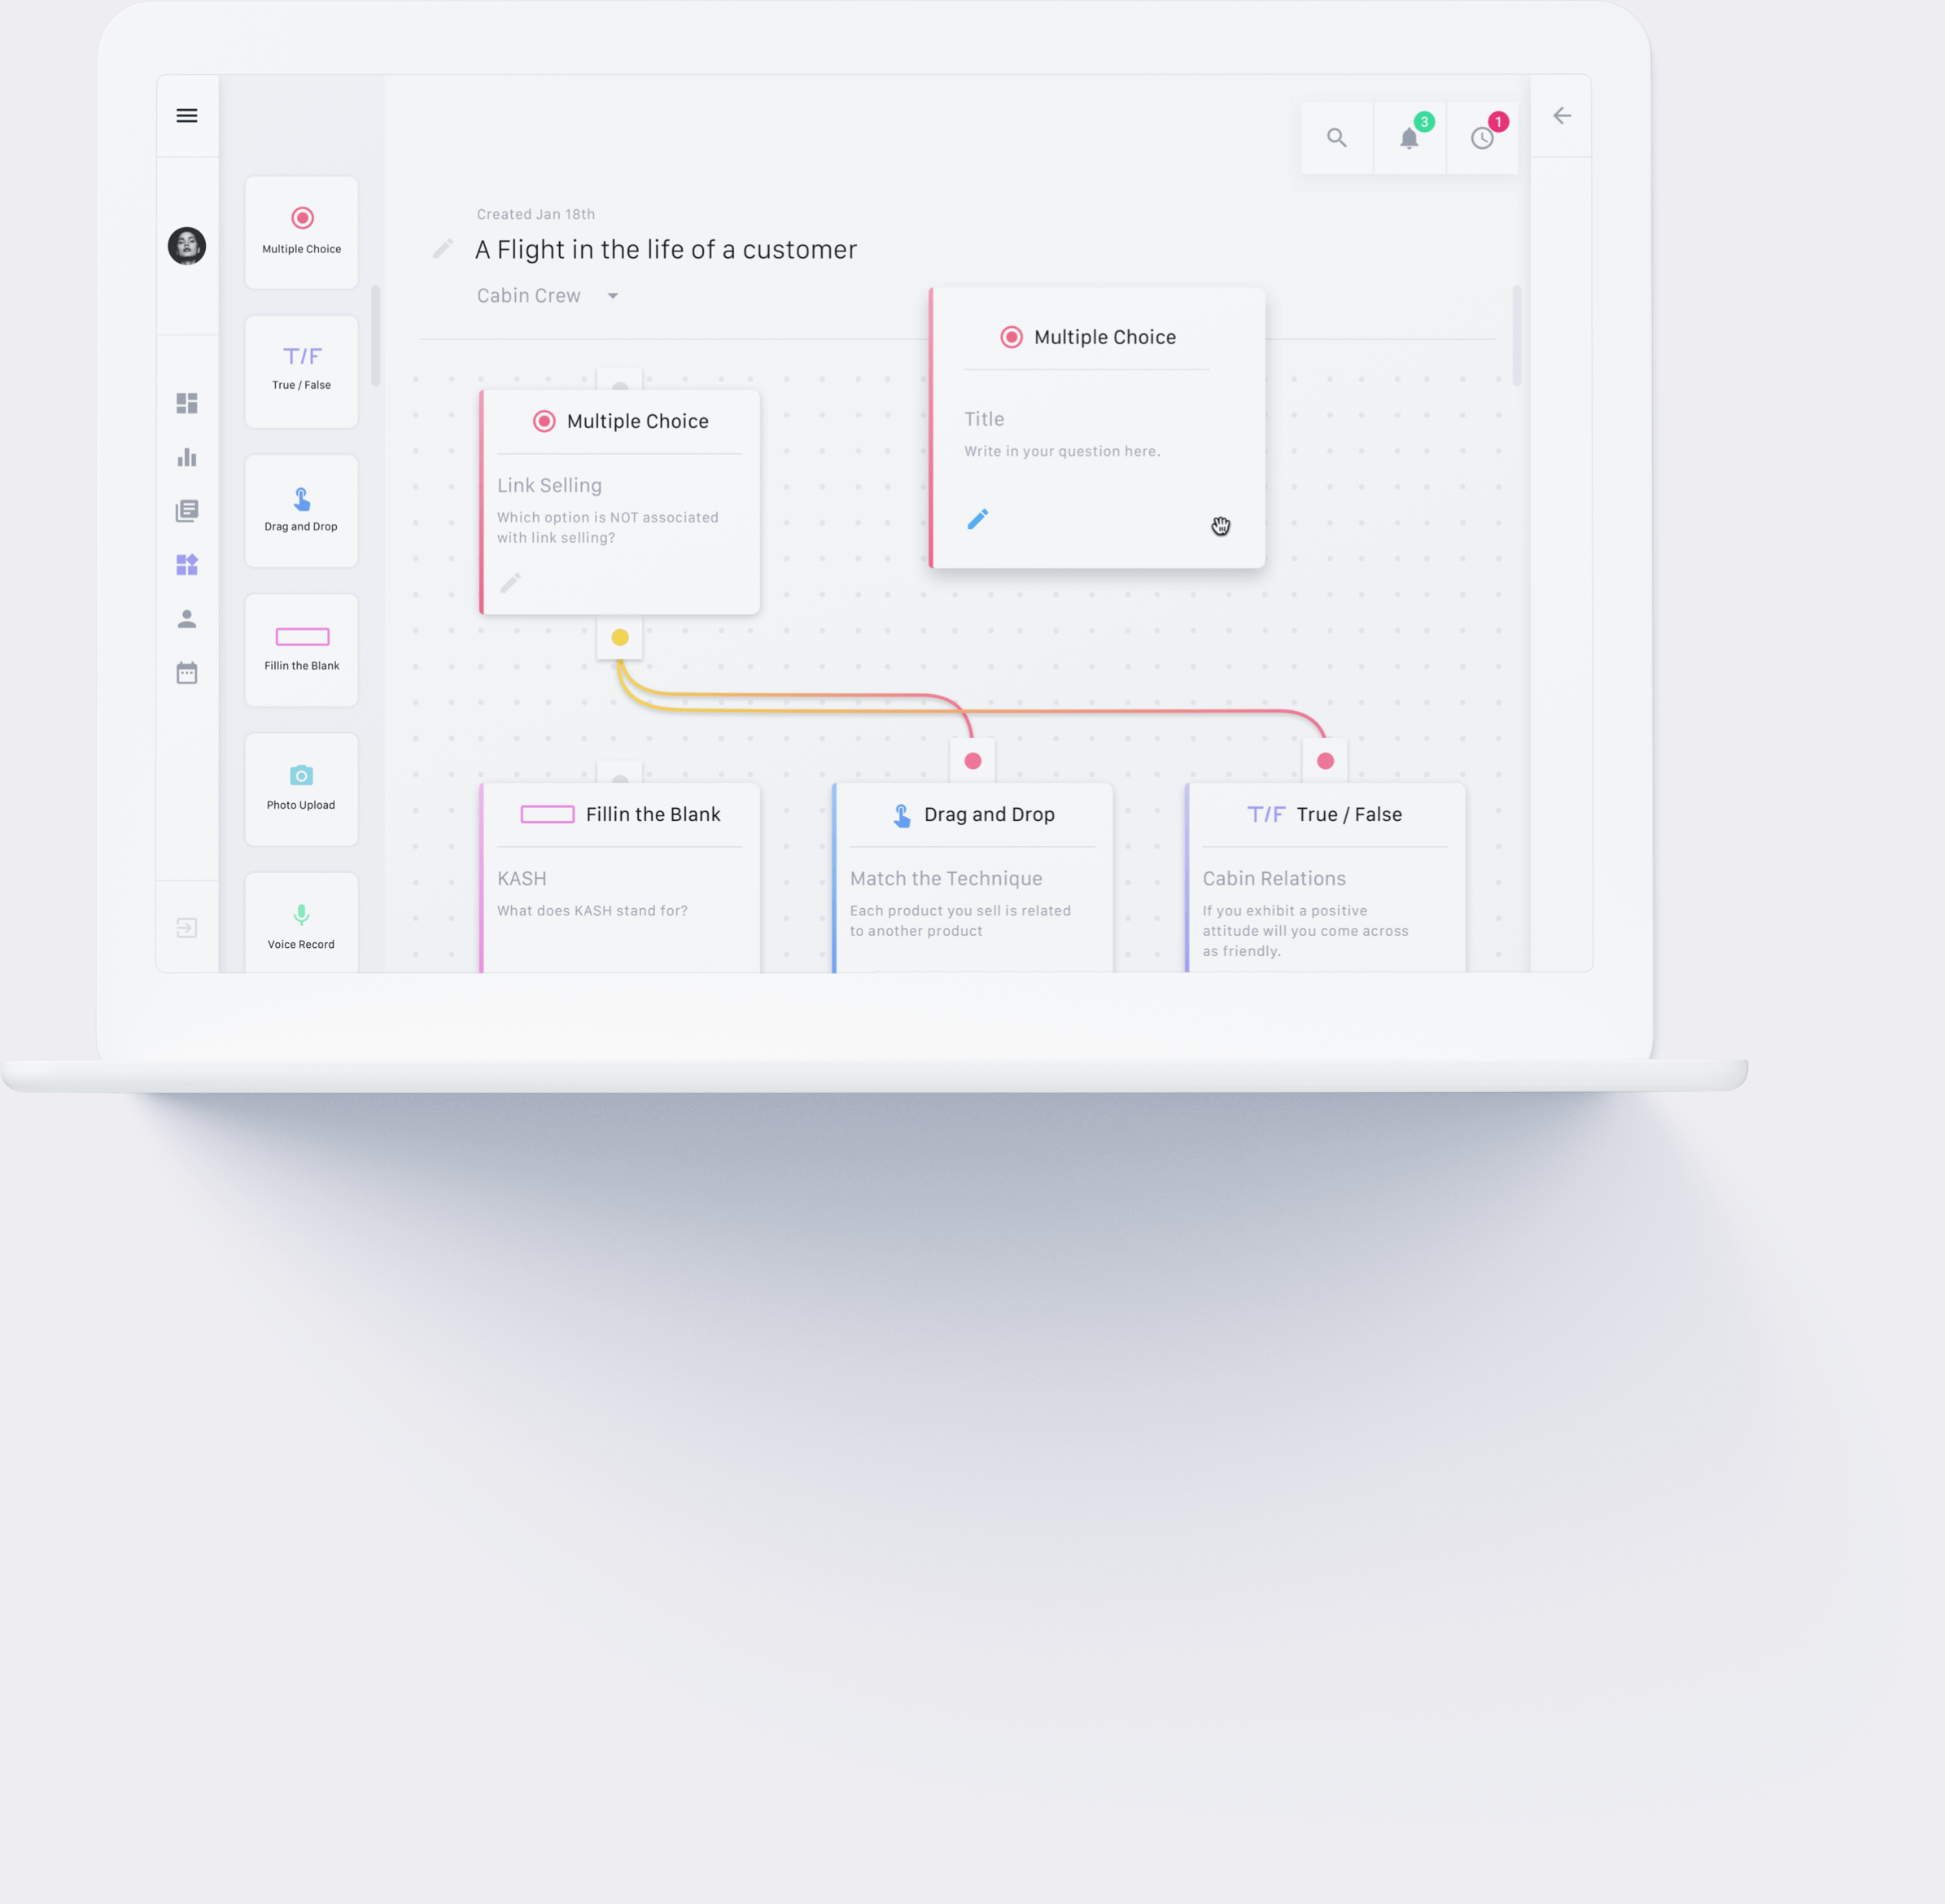 3
1
Multiple Choice
T/F
True / False
Drag and Drop
Fillin the Blank
Photo Upload
Voice Record
Created Jan 18th
A Flight in the life of a customer
Cabin Crew
Multiple Choice
Title
Write in your question here.
Multiple Choice
Link Selling
Which option is NOT associated
with link selling?
Fillin the Blank
KASH
What does KASH stand for?
Drag and Drop
Match the Technique
Each product you sell is related
to another product
T/F True / False
Cabin Relations
If you exhibit a positive
attitude will you come across
as friendly.